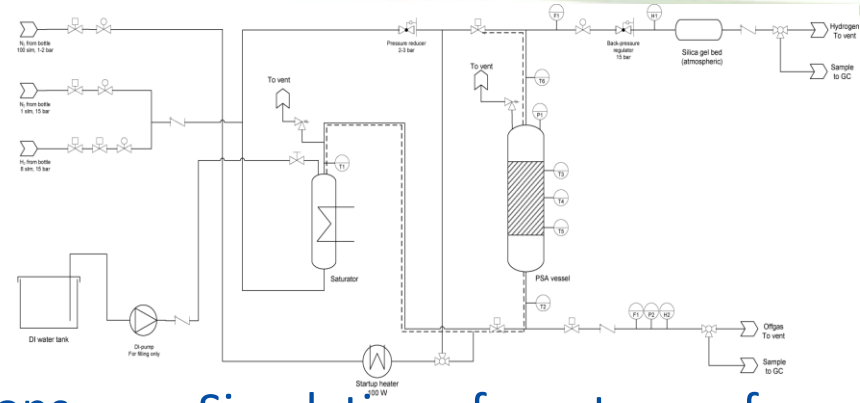 N₂ from bottle
100 slm, 1-2 bar
N₂ from bottle
1 slm, 15 bar
H₂ from bottle
8 slm, 15 bar
DI water tank
DI-pump
For filling only
To vent
T1
Saturator
Startup heater
100 W
Pressure reducer
2-3 bar
To vent
T6
P1
T3
T4
T5
PSA vessel
T2
F1
Back-pressure
regulator
15 bar
H1
Silica gel bed
(atmospheric)
Hydrogen
To vent
Sample
to GC
F1
P2
H2
Offgas
To vent
Sample
to GC